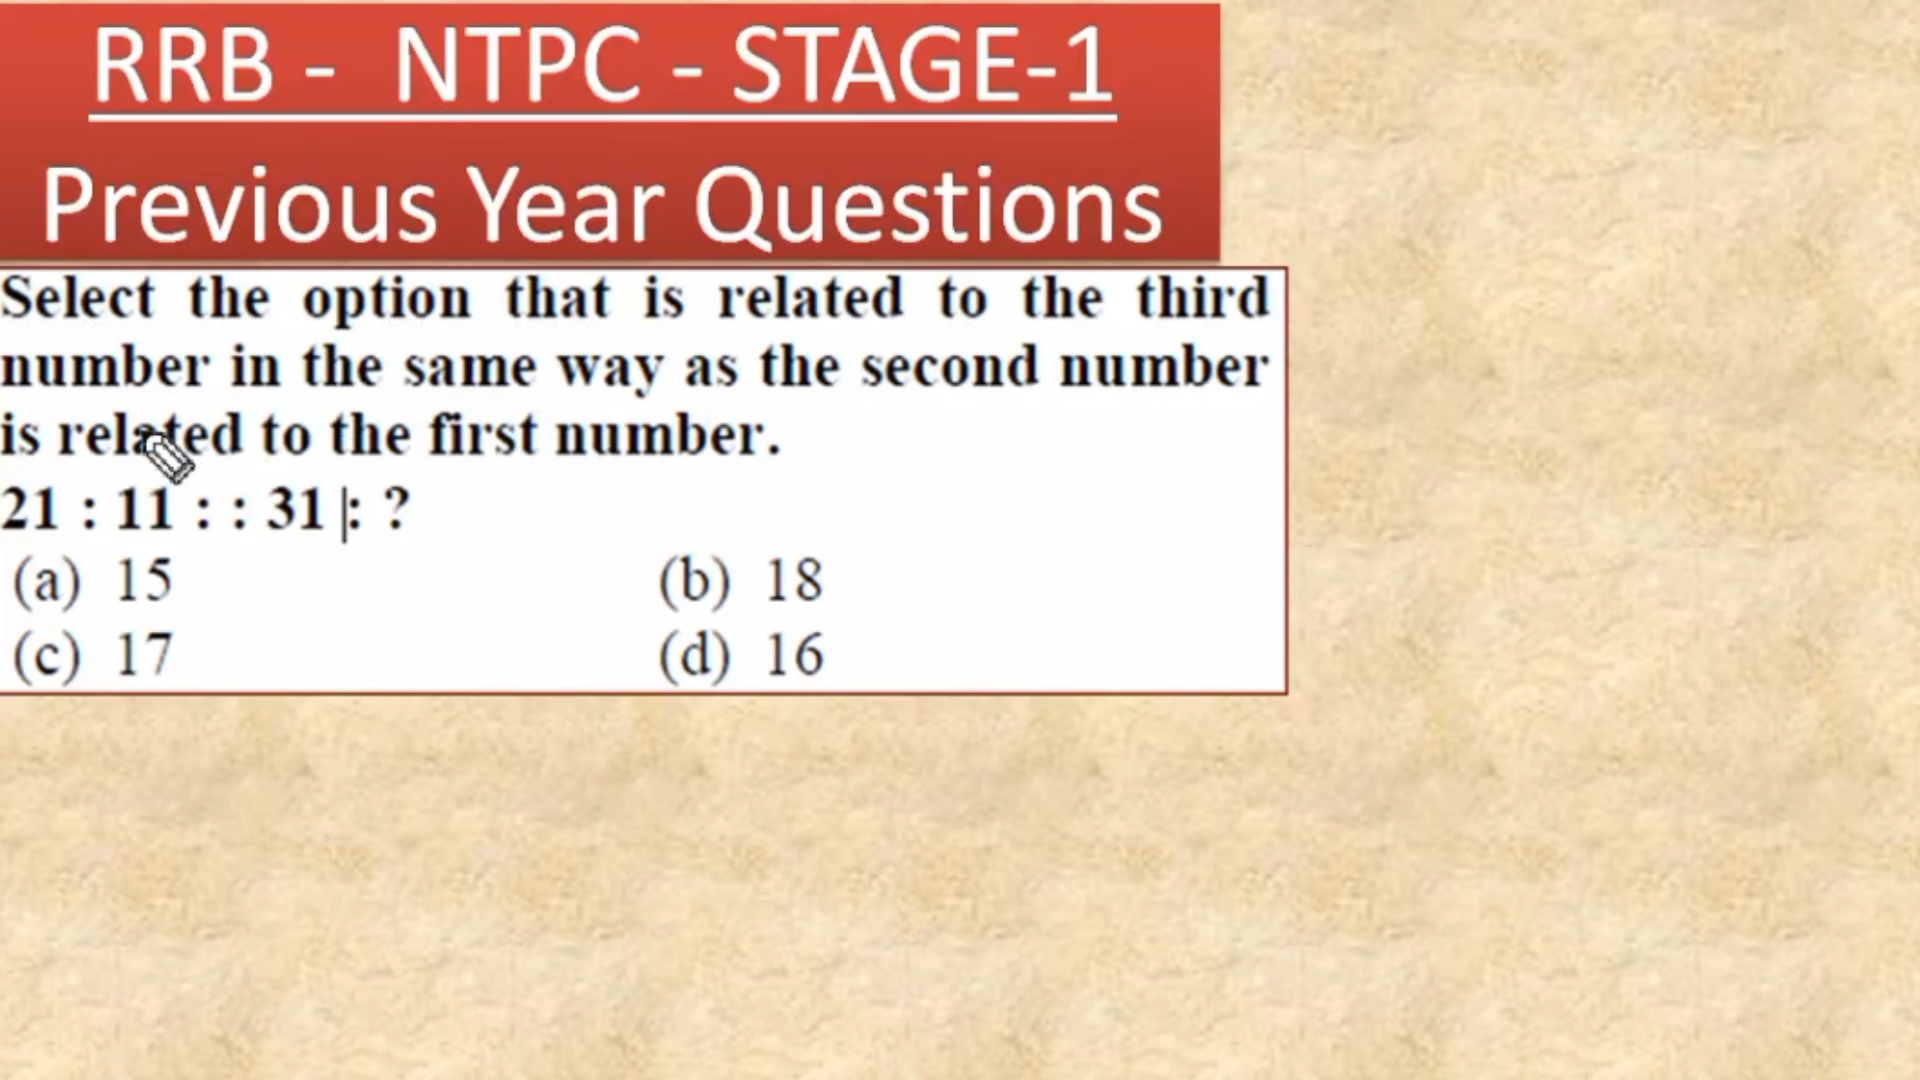 RRB - NTPC - STAGE-1
Previous Year Questions
Select the option that is related to the third
number in the same way as the second number
is related to the first number.
21 : 11 : : 31 : ?
(a) 15 (b) 18
(c) 17 (d) 16